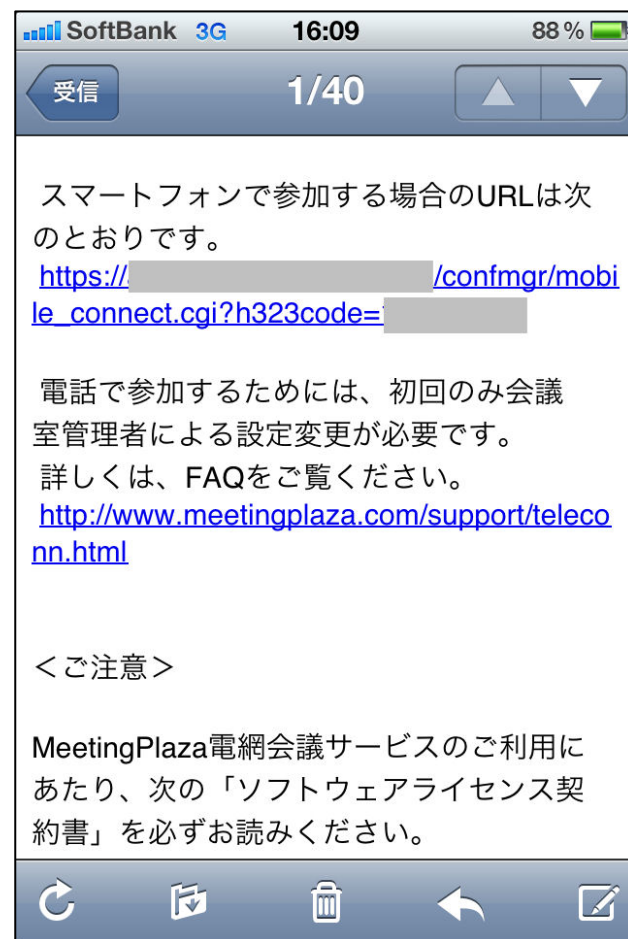 SoftBank 3G 16:09 88%
受信 1/40
スマートフォンで参加する場合のURLは次
のとおりです。
https:// /confmgr/mobi
le_connect.cgi?h323code=
電話で参加するためには、初回のみ会議
室管理者による設定変更が必要です。
詳しくは、FAQをご覧ください。
http://www.meetingplaza.com/support/teleco
nn.html
＜ご注意＞
MeetingPlaza電網会議サービスのご利用に
あたり、次の「ソフトウェアライセンス契
約書」を必ずお読みください。